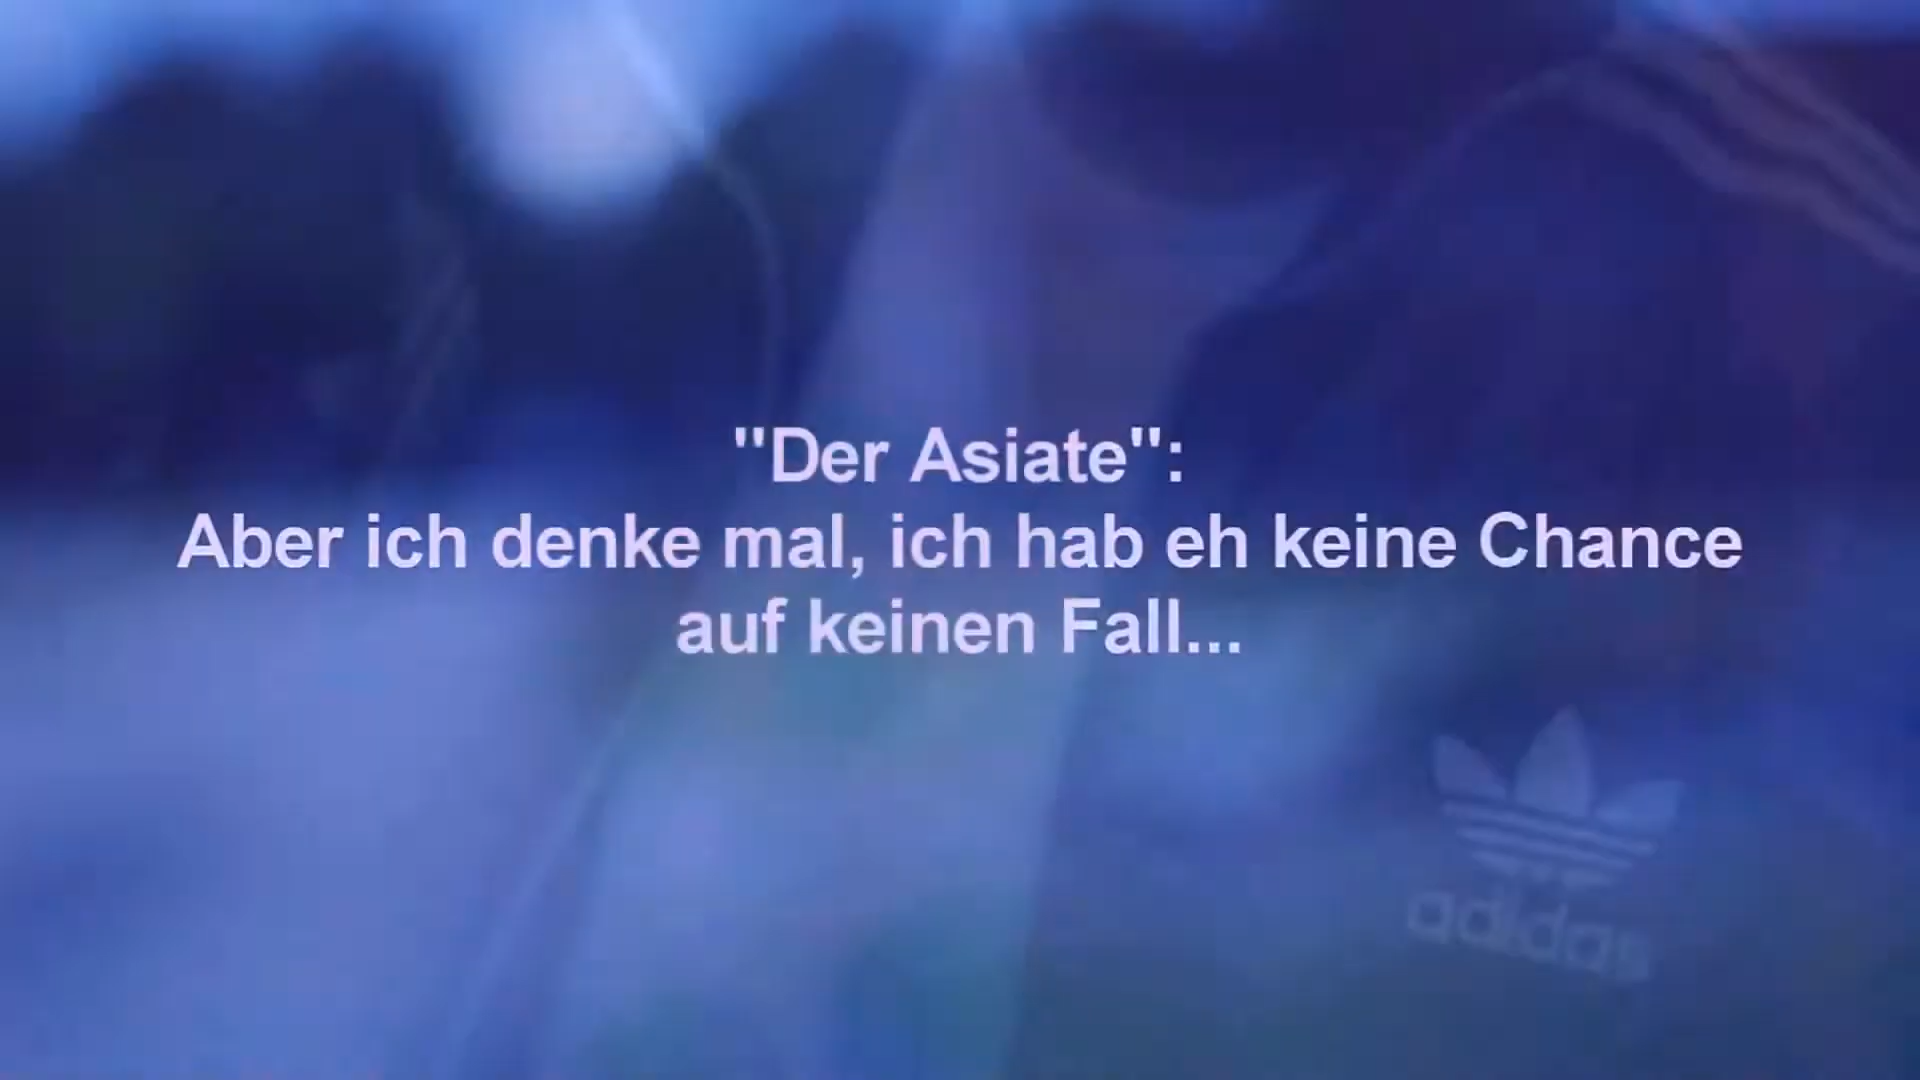 "Der Asiate":
Aber ich denke mal, ich hab eh keine Chance
auf keinen Fall...
adidas